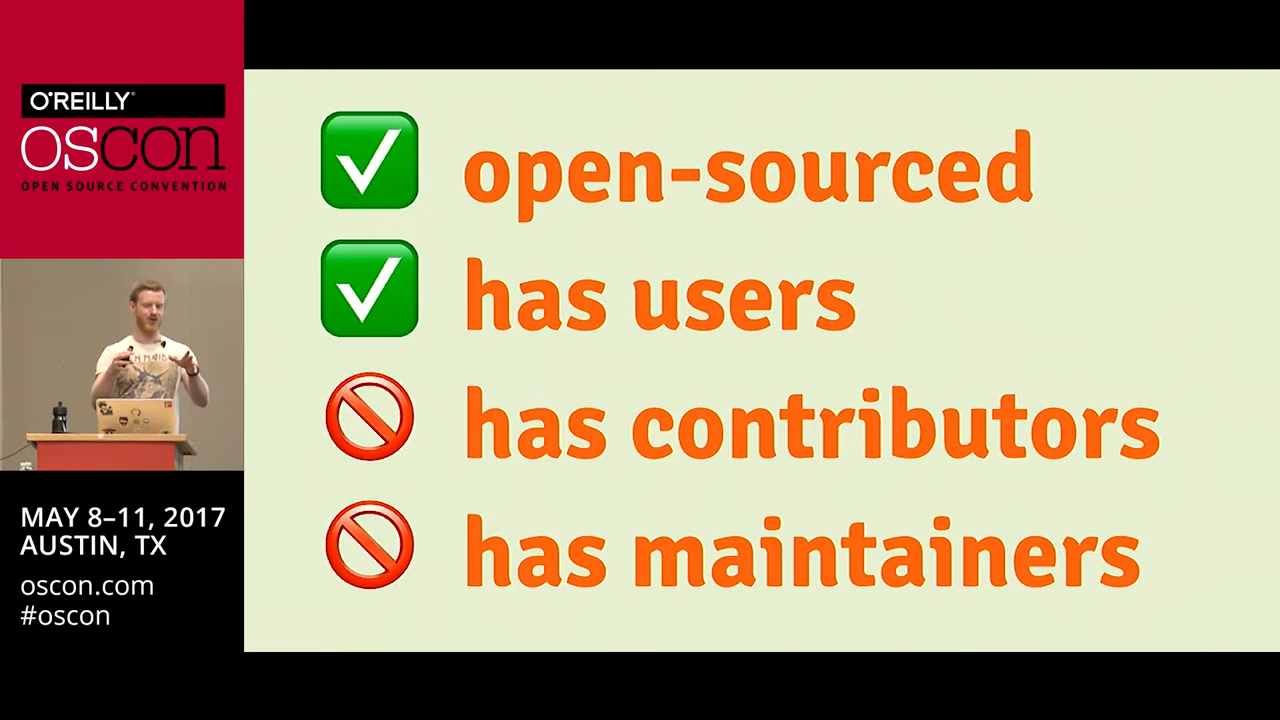 O'REILLY®
oscon
OPEN SOURCE CONVENTION
MAY 8–11, 2017
AUSTIN, TX
oscon.com
#oscon
open-sourced
has users
has contributors
has maintainers